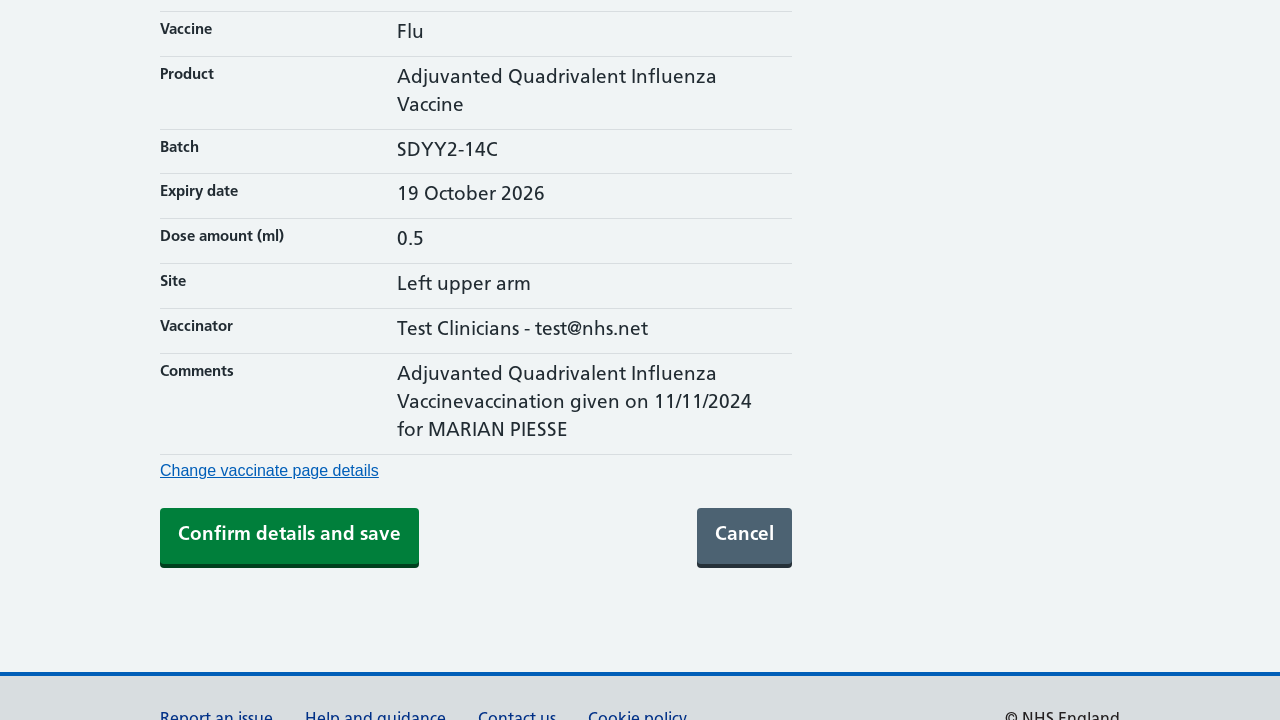 Vaccine
Flu
Product
Adjuvanted Quadrivalent Influenza
Vaccine
Batch
SDYY2-14C
Expiry date
19 October 2026
Dose amount (ml)
0.5
Site
Left upper arm
Vaccinator
Test Clinicians - test@nhs.net
Comments
Adjuvanted Quadrivalent Influenza
Vaccinevaccination given on 11/11/2024
for MARIAN PIESSE
Change vaccinate page details
Confirm details and save
Cancel
Report an issue
Help and guidance
Contact us
Cookie policy
© NHS England